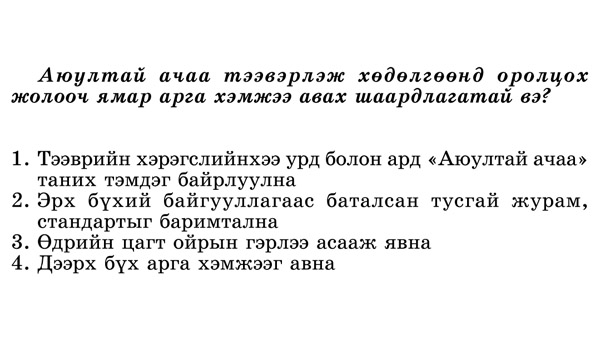 Аюултай ачаа тээвэрлэж хөдөлгөөнд оролцох
жолооч ямар арга хэмжээ авах шаардлагатай вэ?
1. Тээврийн хэрэгслийнхээ урд болон ард «Аюултай ачаа»
таних тэмдэг байрлуулна
2. Эрх бүхий байгууллагаас баталсан тусгай журам,
стандартыг баримтална
3. Өдрийн цагт ойрын гэрлээ асааж явна
4. Дээрх бүх арга хэмжээг авна